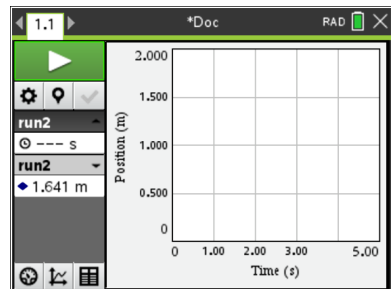 1.1
*Doc
RAD
run2
--- s
run2
1.641 m
2.000
1.500
1.000
0.500
0
Position (m)
0 1.00 2.00 3.00 5.00
Time (s)